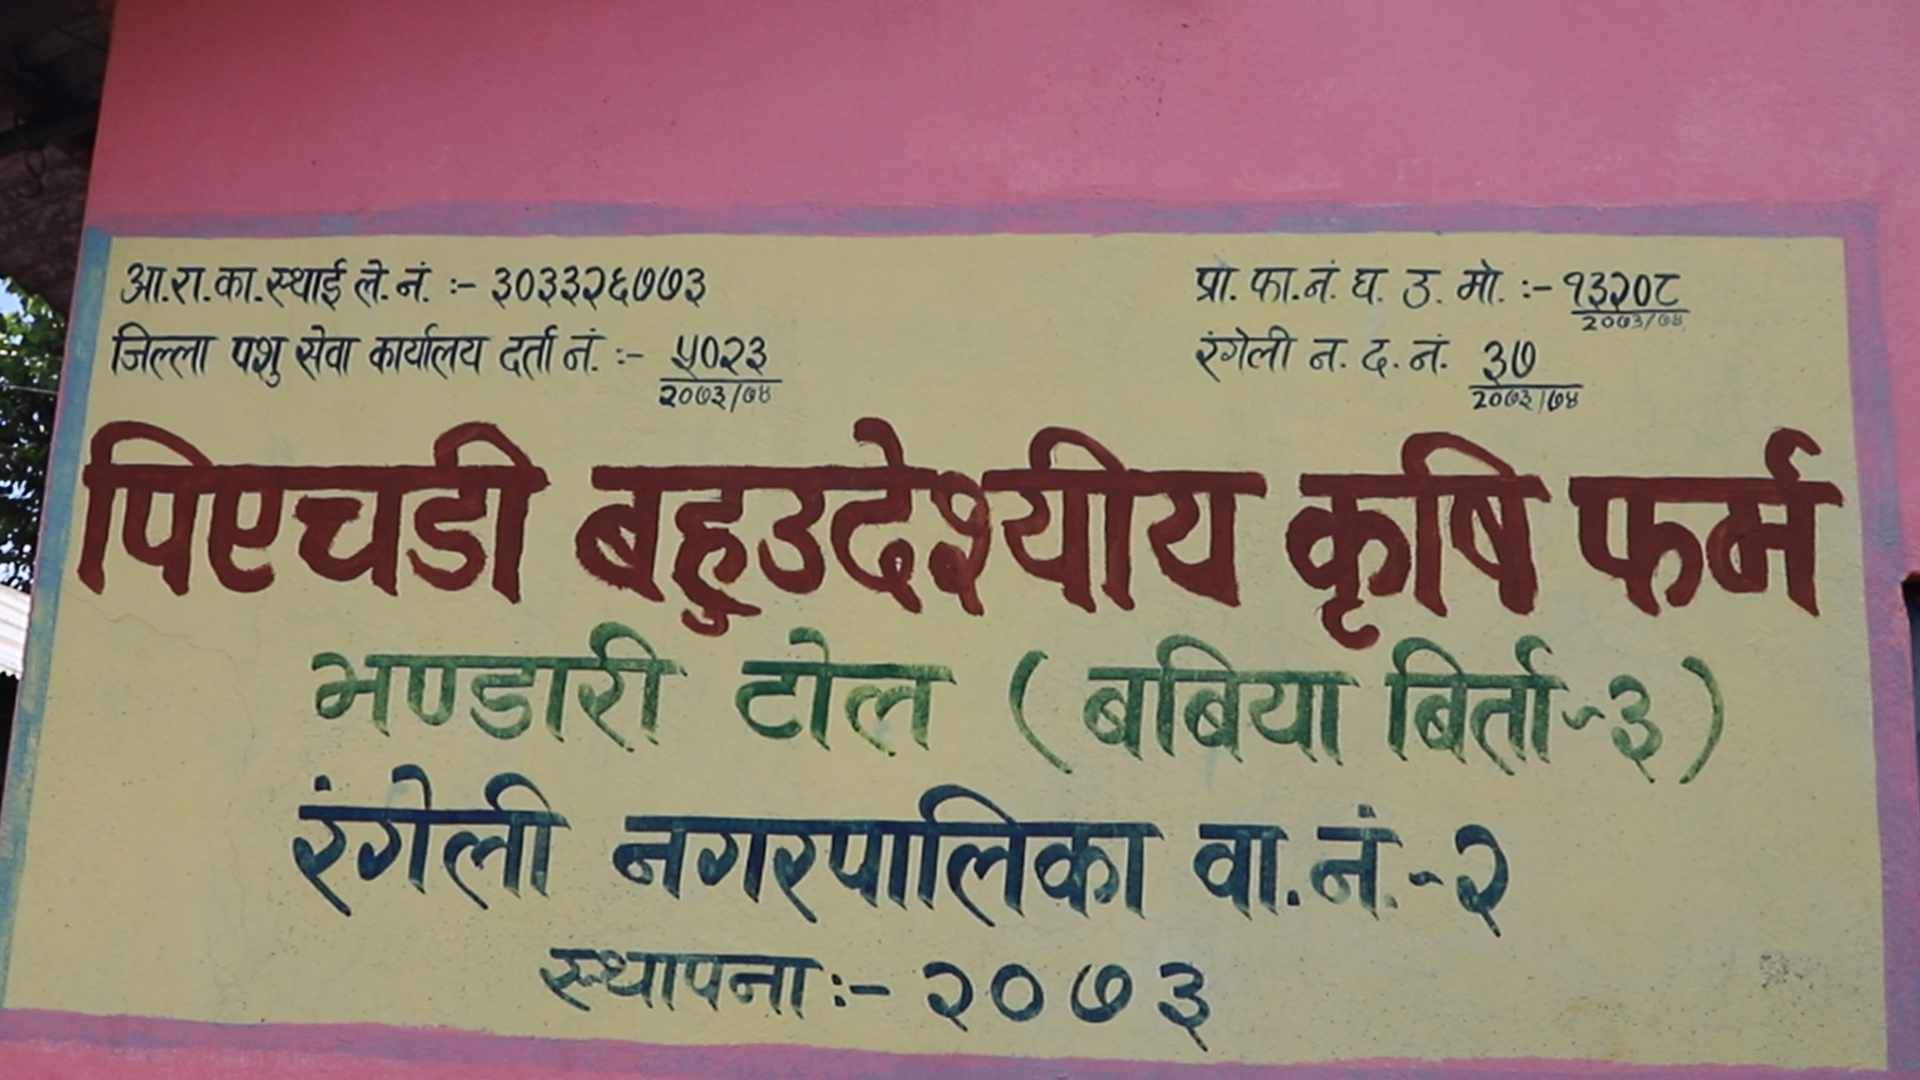 आ.रा.का.स्थाई ले.नं. :- ३०३३२६७७३
प्रा. फा.नं. घ. उ. मो. :- १३२०८
२०७३/७४
जिल्ला पशु सेवा कार्यालय दर्ता नं. :- ५०२३
२०७३/७४
रंगेली न. द. नं. ३७
२०७३/७४
पिएचडी बहुउदेश्यीय कृषि फर्म
भण्डारी टोल (बबिया बिर्ता-३)
रंगेली नगरपालिका वा.नं.-२
स्थापना:- २०७३